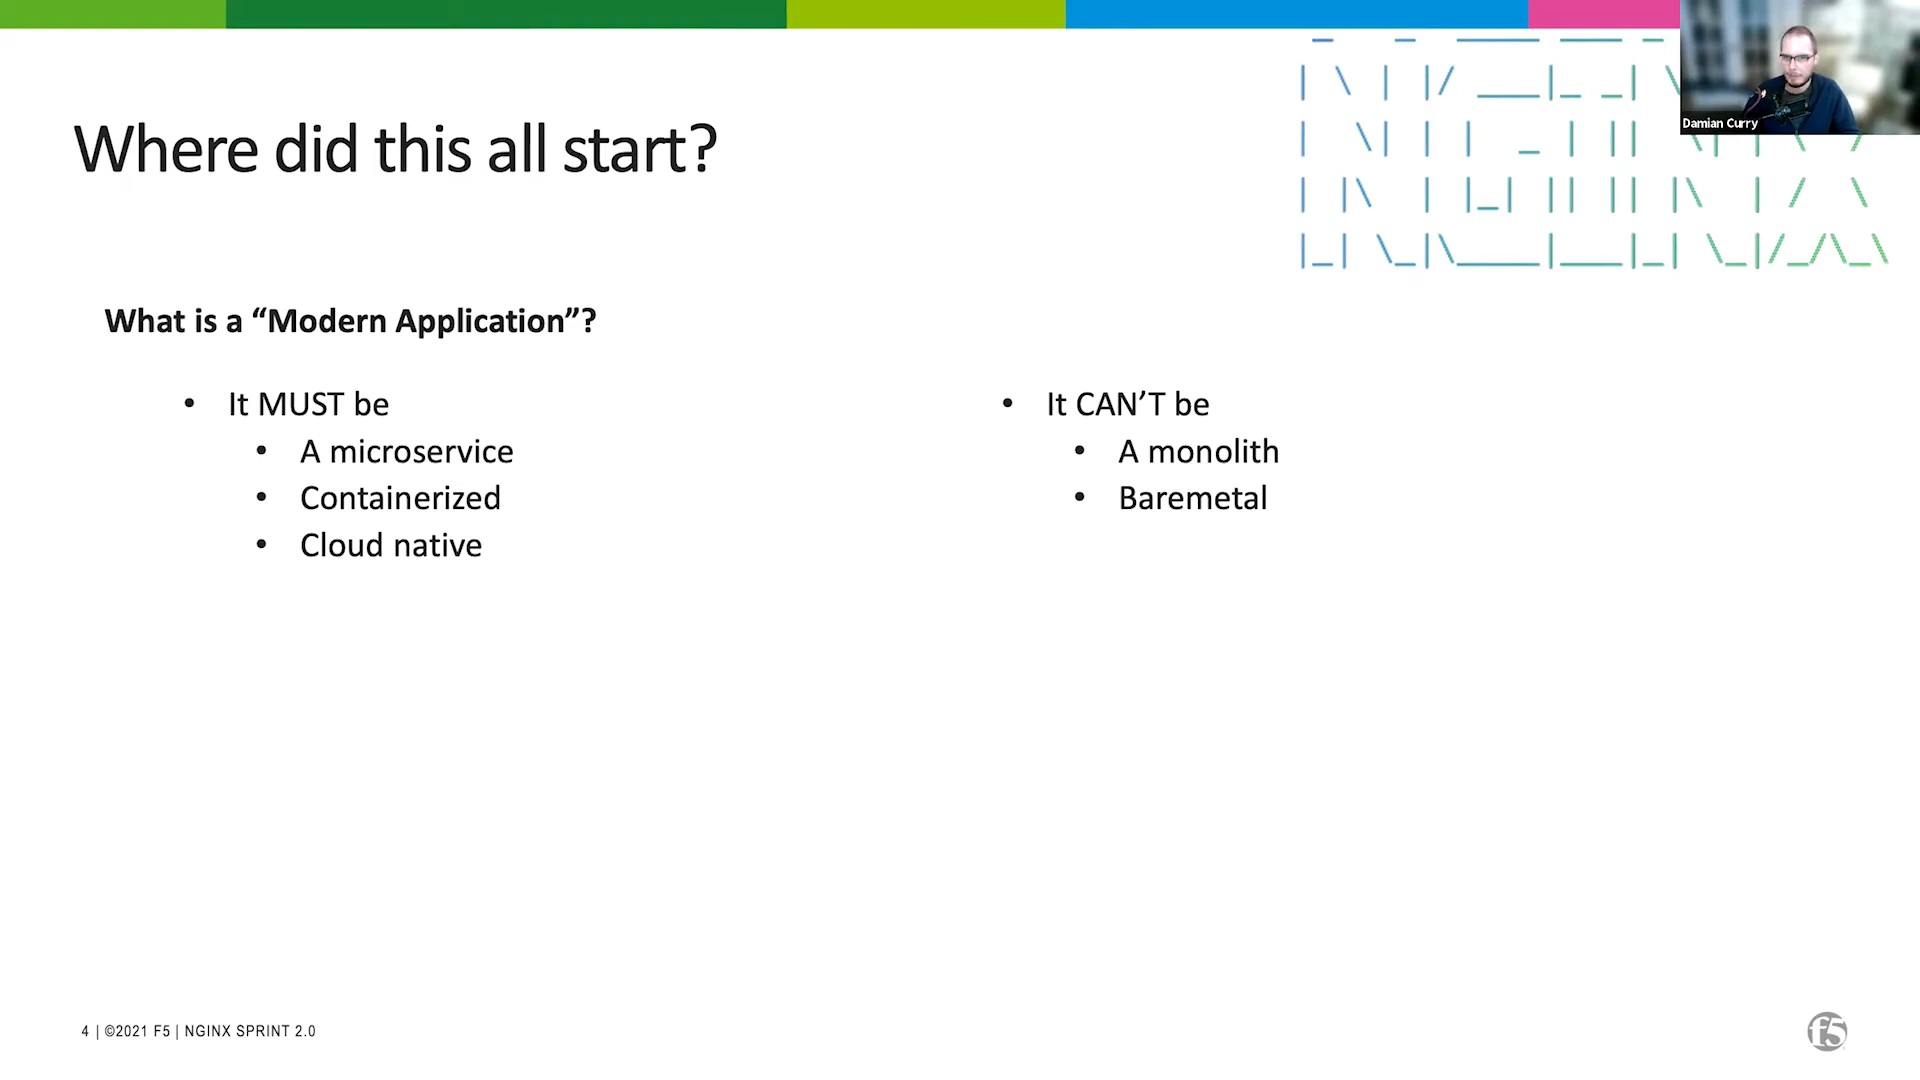 Damian Curry
Where did this all start?
What is a “Modern Application”?
• It MUST be
• A microservice
• Containerized
• Cloud native
• It CAN’T be
• A monolith
• Baremetal
4 | ©2021 F5 | NGINX SPRINT 2.0
f5